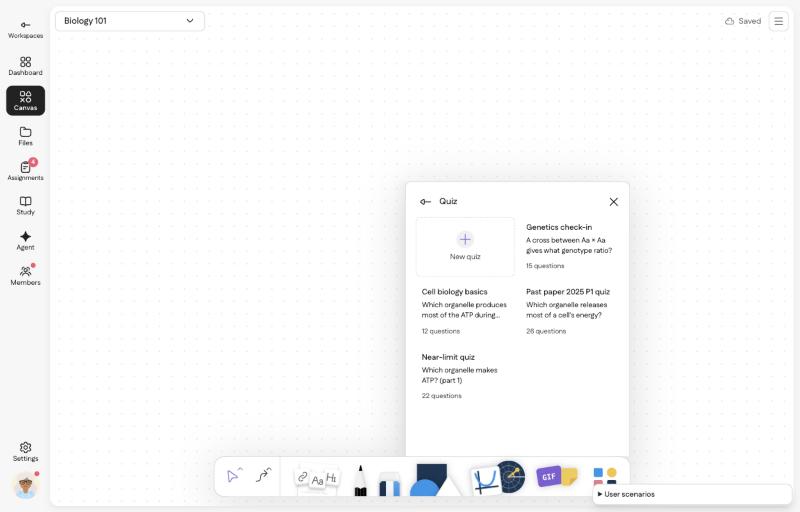 Workspaces
Dashboard
Canvas
Files
4
Assignments
Study
Agent
Members
Settings
Biology 101
Saved
Quiz
New quiz
Genetics check-in
A cross between Aa × Aa
gives what genotype ratio?
15 questions
Cell biology basics
Which organelle produces
most of the ATP during...
12 questions
Past paper 2025 P1 quiz
Which organelle releases
most of a cell's energy?
28 questions
Near-limit quiz
Which organelle makes
ATP? (part 1)
22 questions
Aa
H1
GIF
User scenarios